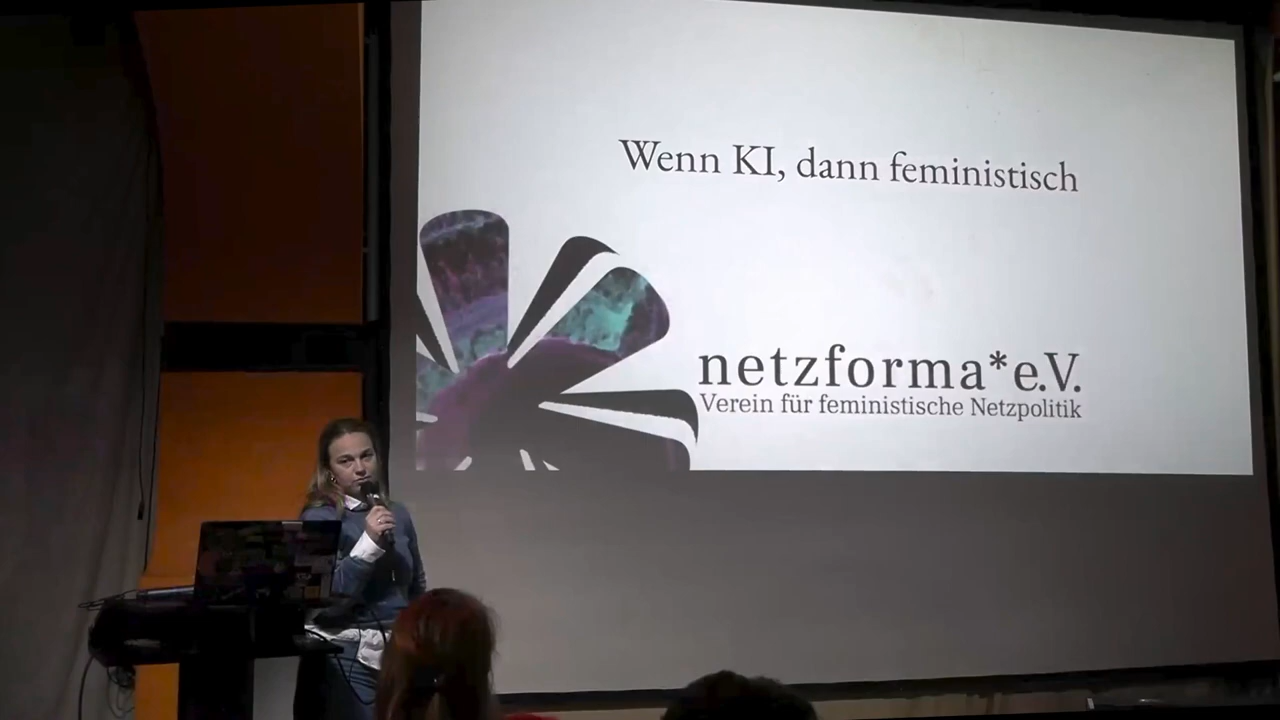 Wenn KI, dann feministisch
netzforma*e.V.
Verein für feministische Netzpolitik